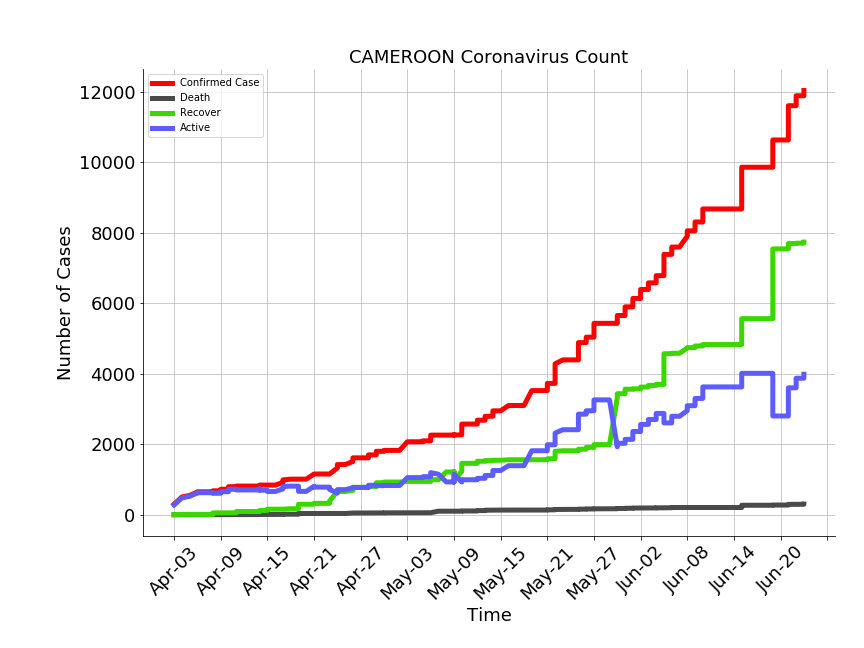 CAMEROON Coronavirus Count
Confirmed Case
Death
Recover
Active
12000
10000
8000
6000
4000
2000
0
Number of Cases
Apr-03
Apr-09
Apr-15
Apr-21
Apr-27
May-03
May-09
May-15
May-21
May-27
Jun-02
Jun-08
Jun-14
Jun-20
Time